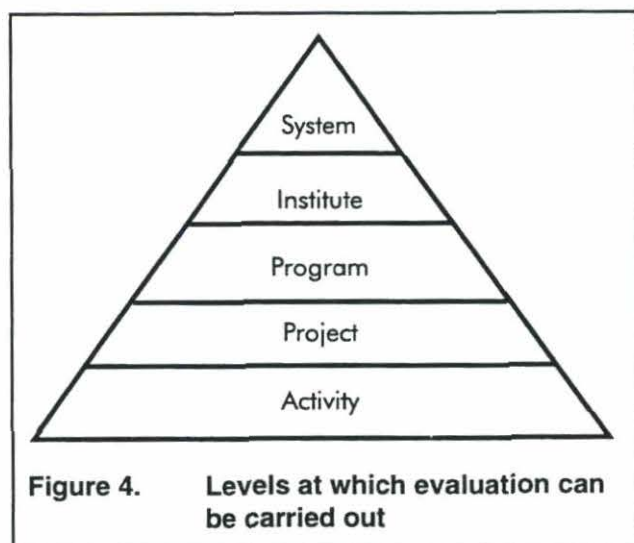 System
Institute
Program
Project
Activity
Figure 4. Levels at which evaluation can
be carried out